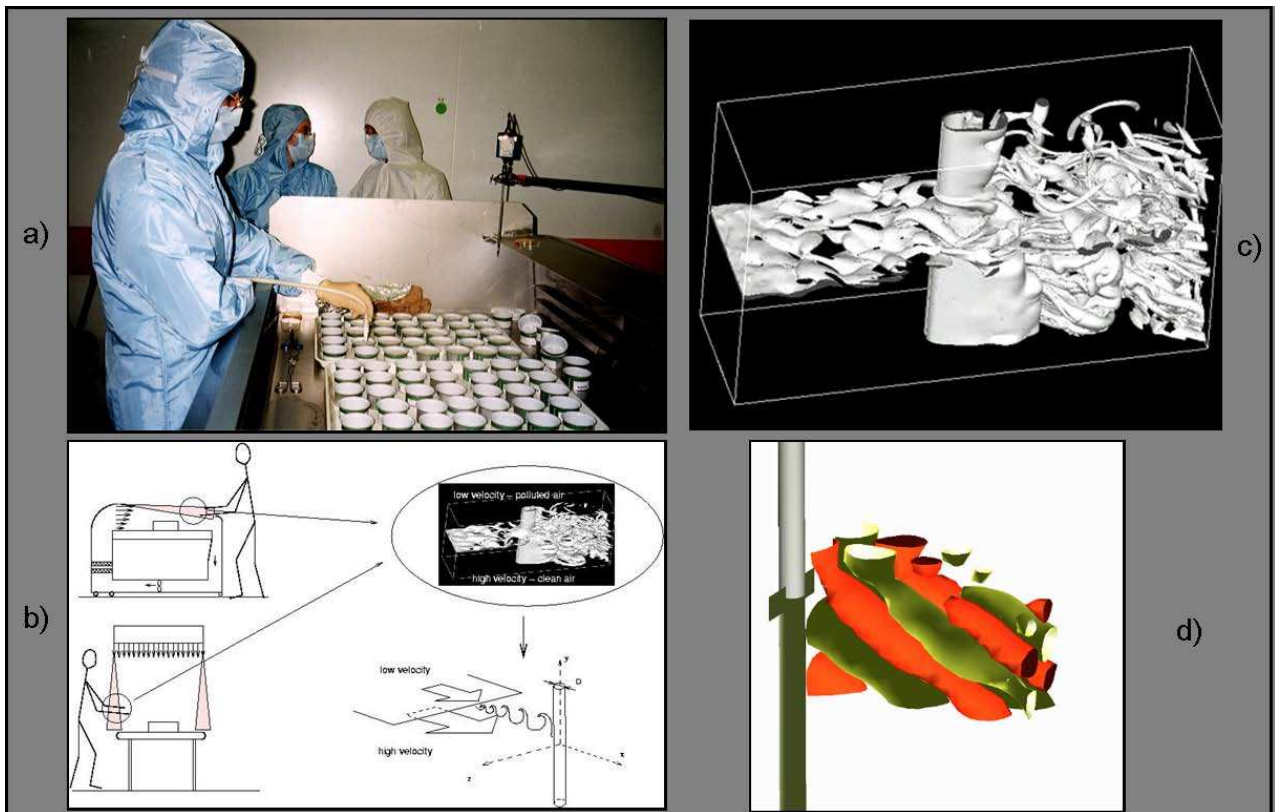 a)
c)
low velocity – polluted air
high velocity – clean air
b)
d)
low velocity
y
D
high velocity
z
x